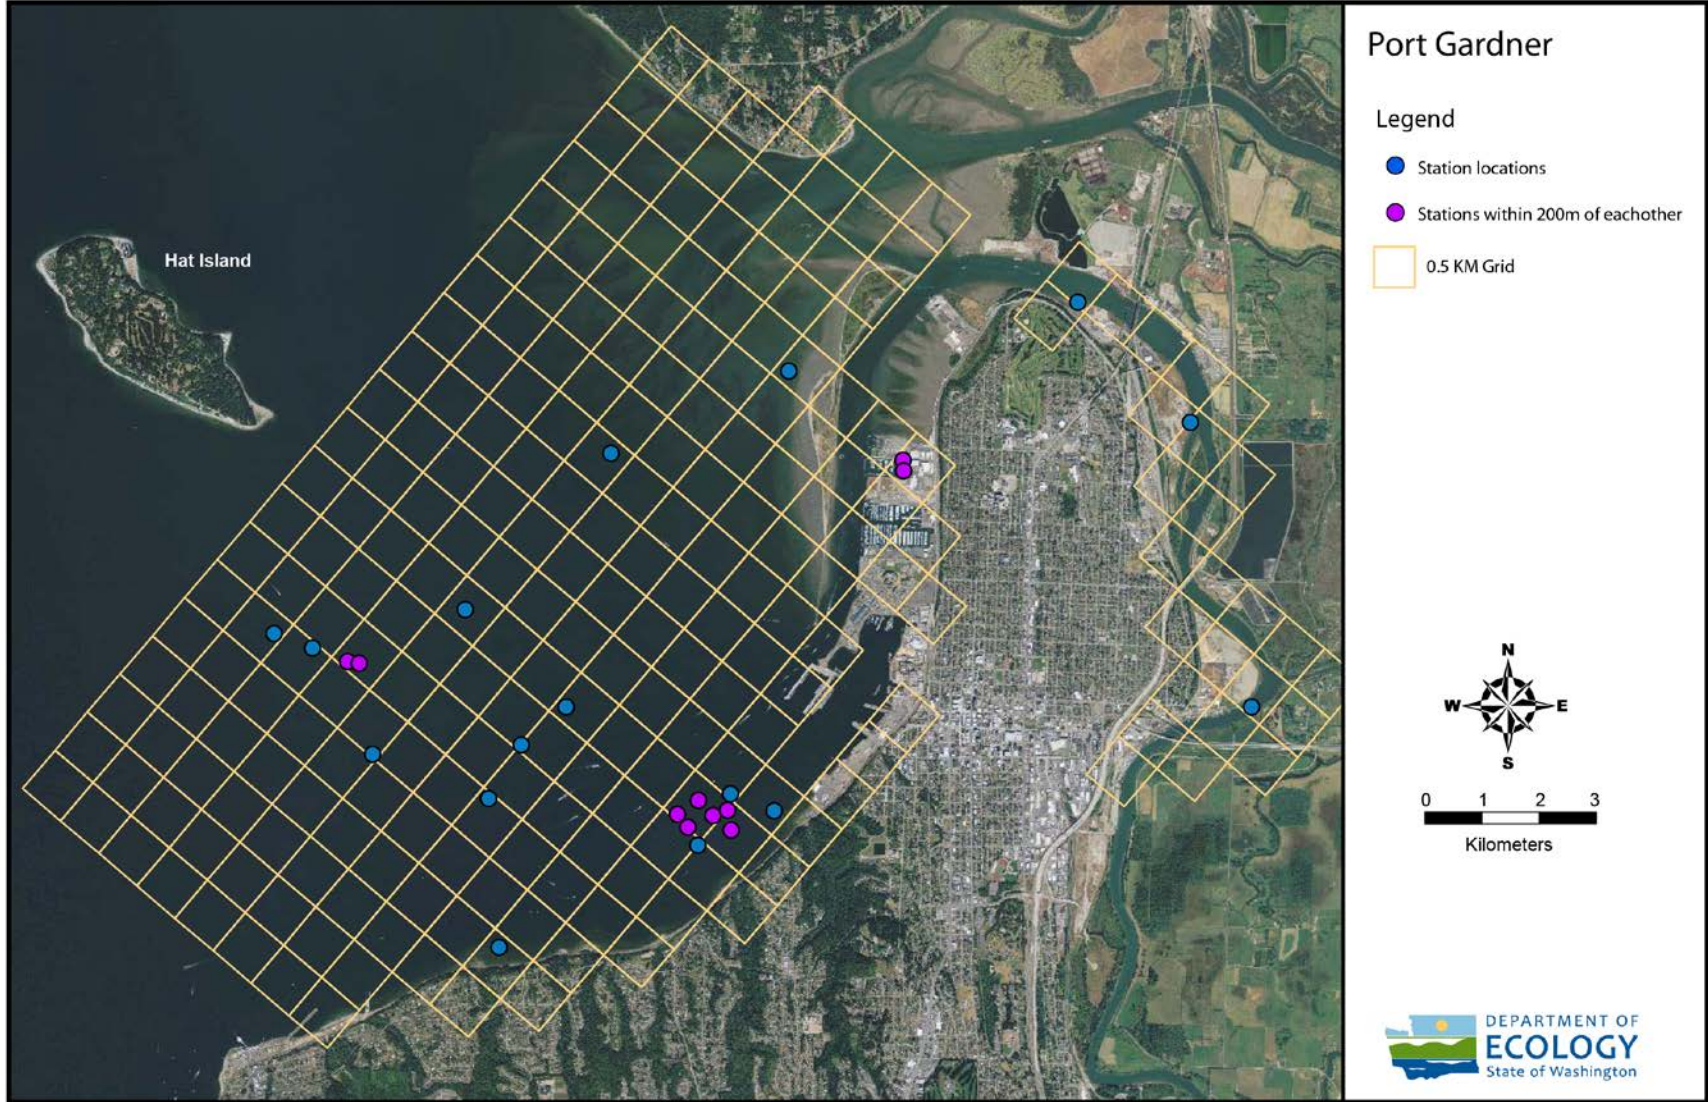 Port Gardner
Legend
Station locations
Stations within 200m of eachother
0.5 KM Grid
Hat Island
N
W E
S
0 1 2 3
Kilometers
DEPARTMENT OF
ECOLOGY
State of Washington